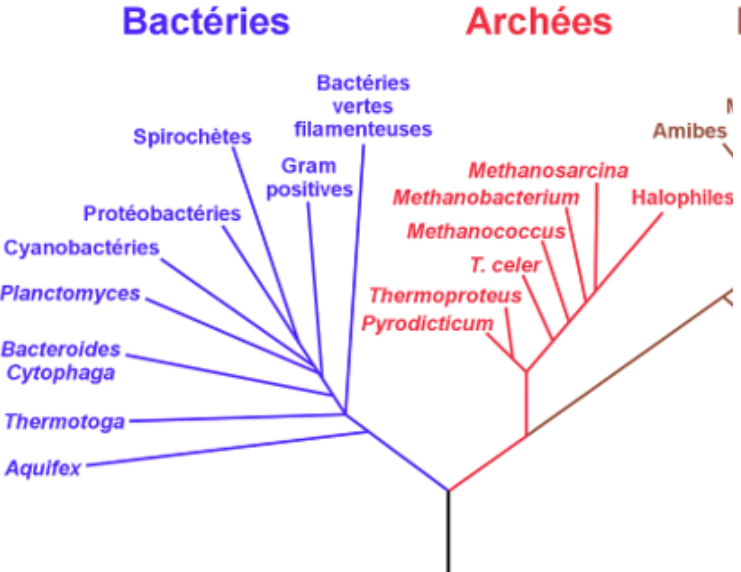 Bactéries
Archées
Bactéries
vertes
filamenteuses
Spirochètes
Gram
positives
Protéobactéries
Cyanobactéries
Planctomyces
Bacteroides
Cytophaga
Thermotoga
Aquifex
Methanosarcina
Methanobacterium
Halophiles
Methanococcus
T. celer
Thermoproteus
Pyrodicticum
Amibes